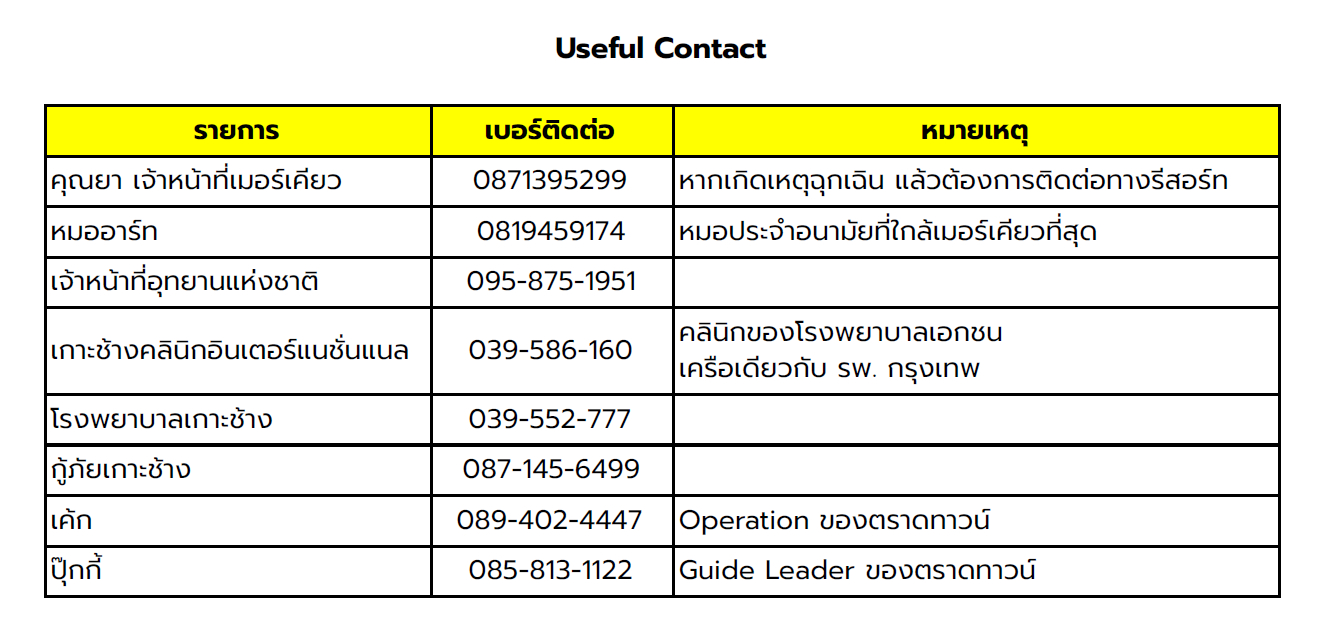 Useful Contact
รายการ เบอร์ติดต่อ หมายเหตุ
คุณยา เจ้าหน้าที่เมอร์เคียว 0871395299 หากเกิดเหตุฉุกเฉิน แล้วต้องการติดต่อทางรีสอร์ท
หมออาร์ท 0819459174 หมอประจำอนามัยที่ใกล้เมอร์เคียวที่สุด
เจ้าหน้าที่อุทยานแห่งชาติ 095-875-1951
เกาะช้างคลินิกอินเตอร์แนชั่นแนล 039-586-160 คลินิกของโรงพยาบาลเอกชน
เครือเดียวกับ รพ. กรุงเทพ
โรงพยาบาลเกาะช้าง 039-552-777
กู้ภัยเกาะช้าง 087-145-6499
เค้ก 089-402-4447 Operation ของตราดทาวน์
ปุ๊กกี้ 085-813-1122 Guide Leader ของตราดทาวน์